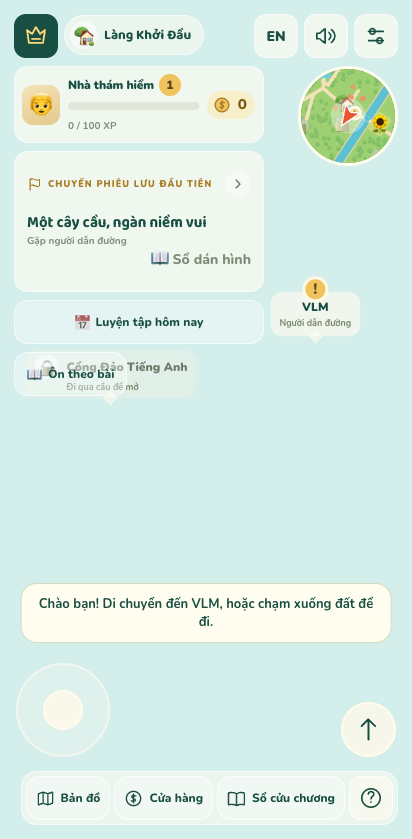 Làng Khởi Đầu
EN
Nhà thám hiểm 1
0
0 / 100 XP
CHUYẾN PHIÊU LƯU ĐẦU TIÊN
Một cây cầu, ngàn niềm vui
Gặp người dẫn đường
Sổ dán hình
!
VLM
Người dẫn đường
Luyện tập hôm nay
Cổng Đảo Tiếng Anh
Ôn theo bài
Đi qua cầu để mở
Chào bạn! Di chuyển đến VLM, hoặc chạm xuống đất để
đi.
Bản đồ
Cửa hàng
Sổ cửu chương
?